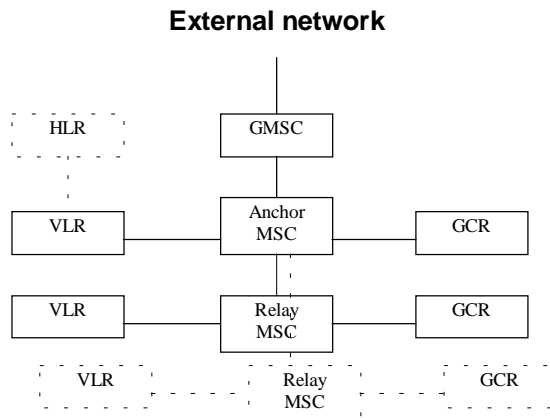 External network
HLR
GMSC
VLR
Anchor
MSC
GCR
VLR
Relay
MSC
GCR
VLR
Relay
MSC
GCR